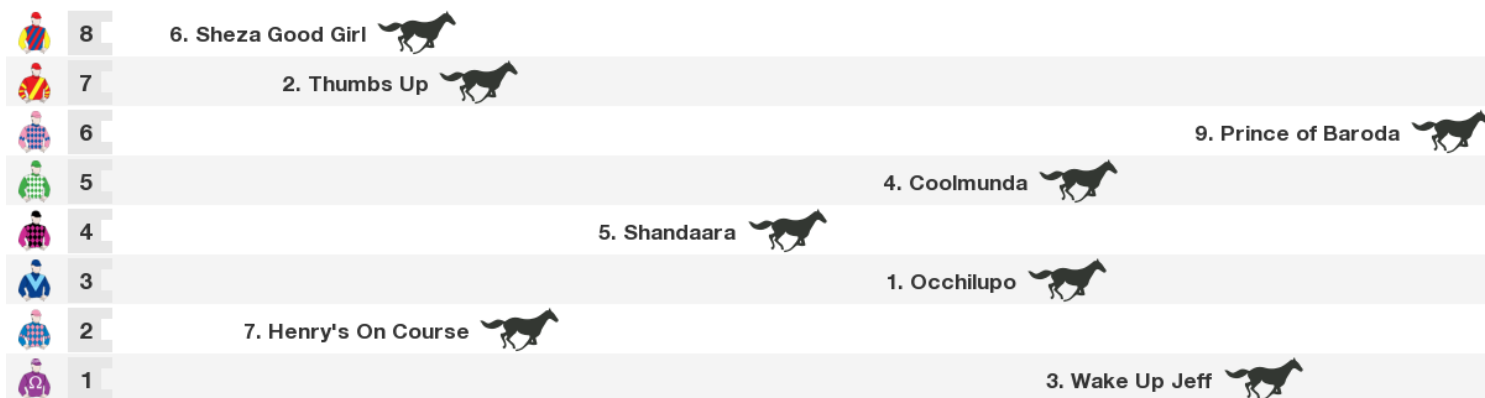 8 6. Sheza Good Girl
7 2. Thumbs Up
6 9. Prince of Baroda
5 4. Coolmunda
4 5. Shandaara
3 1. Occhilupo
2 7. Henry's On Course
1 3. Wake Up Jeff
Ω